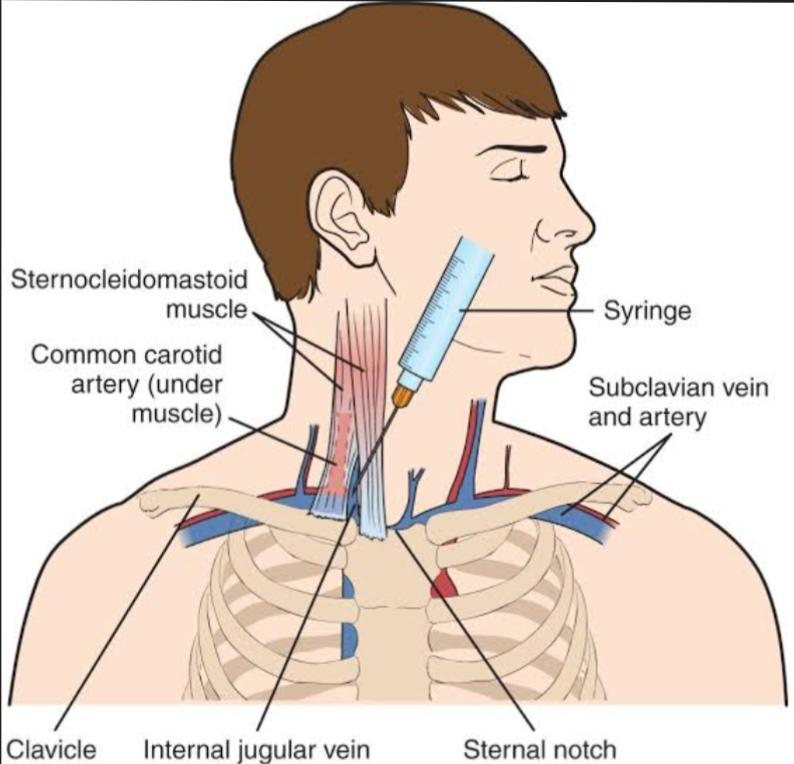 Sternocleidomastoid
muscle
Common carotid
artery (under
muscle)
Syringe
Subclavian vein
and artery
Clavicle
Internal jugular vein
Sternal notch